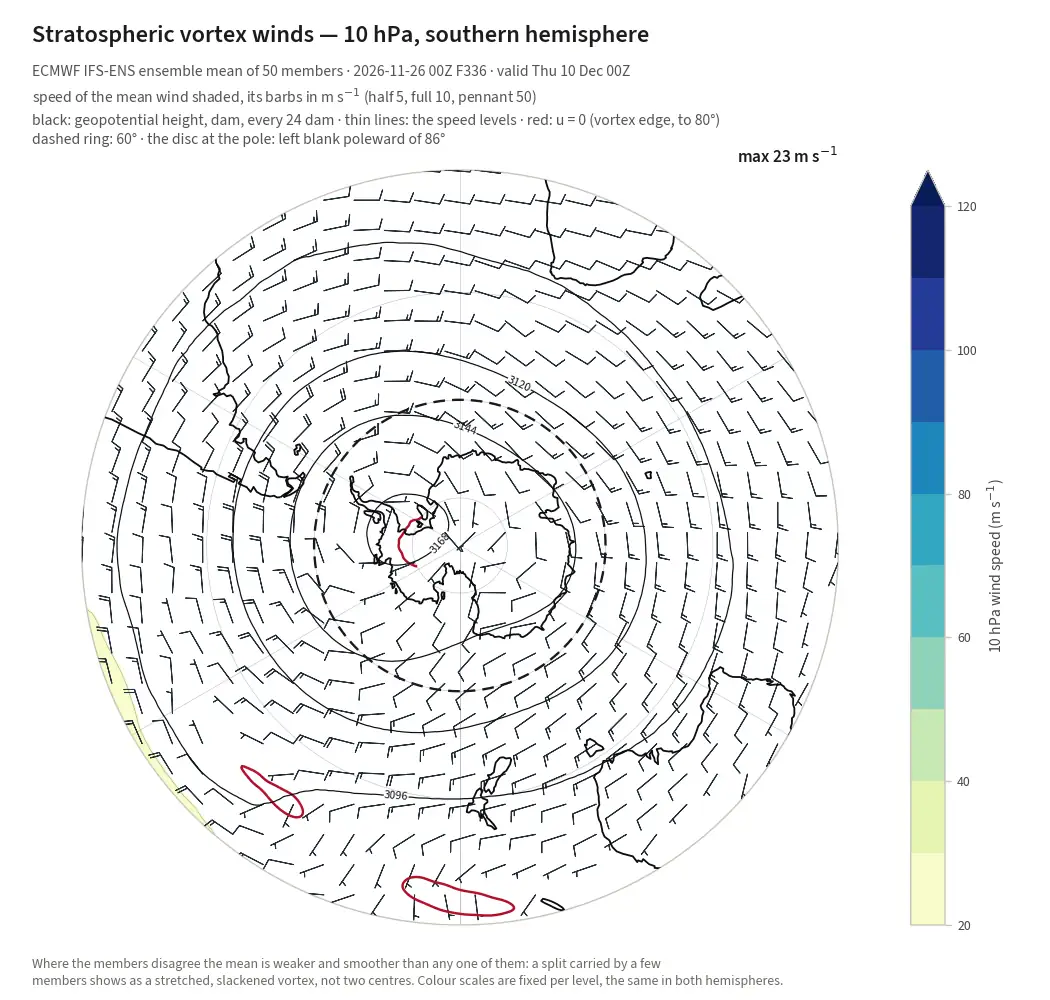 Stratospheric vortex winds — 10 hPa, southern hemisphere
ECMWF IFS-ENS ensemble mean of 50 members · 2026-11-26 00Z F336 · valid Thu 10 Dec 00Z
speed of the mean wind shaded, its barbs in m s⁻¹ (half 5, full 10, pennant 50)
black: geopotential height, dam, every 24 dam · thin lines: the speed levels · red: u = 0 (vortex edge, to 80°)
dashed ring: 60° · the disc at the pole: left blank poleward of 86°
max 23 m s⁻¹
120
100
80
60
40
20
10 hPa wind speed (m s⁻¹)
3120
3144
3168
3096
Where the members disagree the mean is weaker and smoother than any one of them: a split carried by a few
members shows as a stretched, slackened vortex, not two centres. Colour scales are fixed per level, the same in both hemispheres.